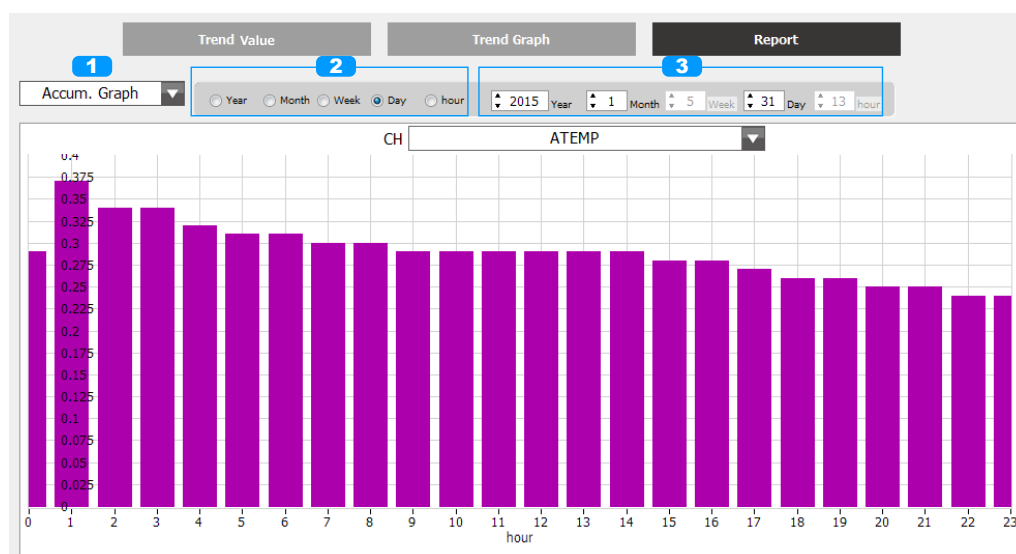 Trend Value Trend Graph Report
1 2 3
Accum. Graph Year Month Week Day hour 2015 Year 1 Month 5 Week 31 Day 13 hour
CH ATEMP
0.4
0.375
0.35
0.325
0.3
0.275
0.25
0.225
0.2
0.175
0.15
0.125
0.1
0.075
0.05
0.025
0
0 1 2 3 4 5 6 7 8 9 10 11 12 13 14 15 16 17 18 19 20 21 22 23
hour